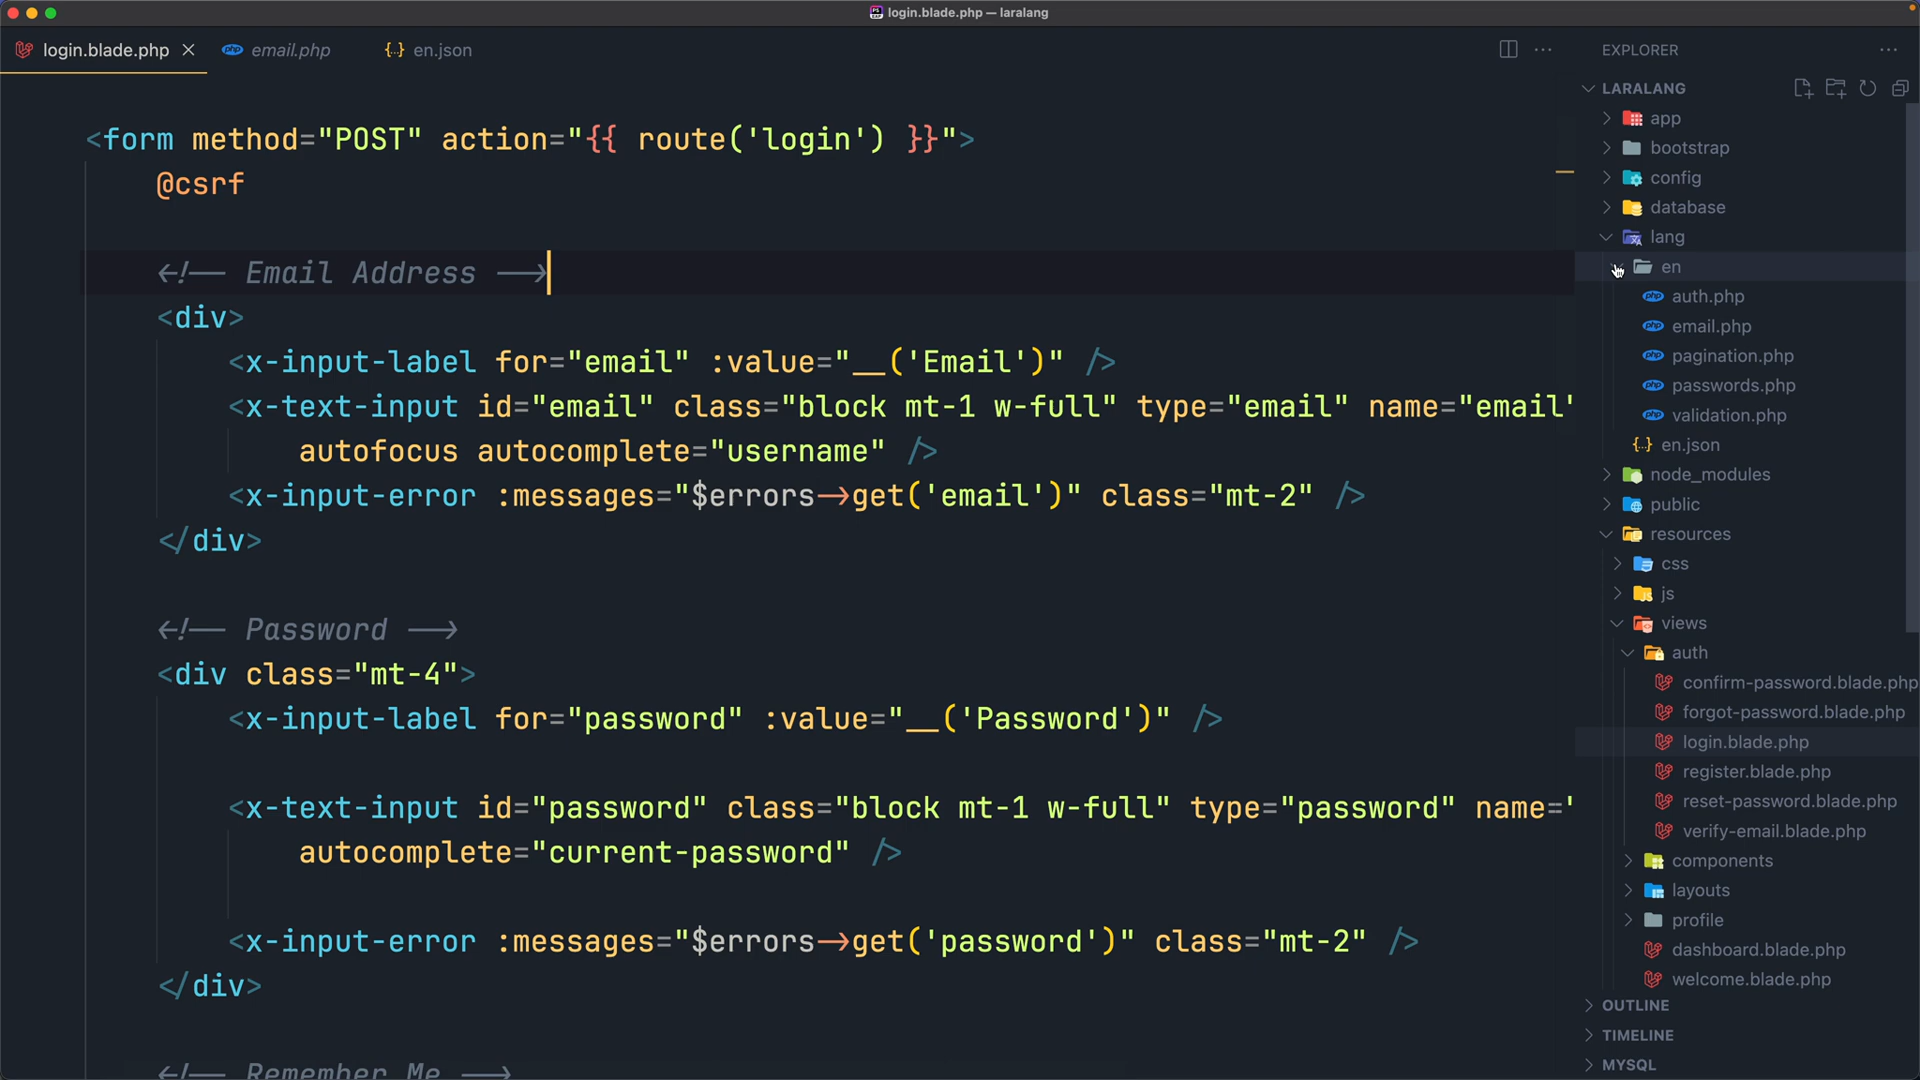 login.blade.php — laralang
login.blade.php
email.php
en.json
<form method="POST" action="{{ route('login') }}">
@csrf
<!-- Email Address -->
<div>
<x-input-label for="email" :value="__('Email')" />
<x-text-input id="email" class="block mt-1 w-full" type="email" name="email"
autofocus autocomplete="username" />
<x-input-error :messages="$errors->get('email')" class="mt-2" />
</div>
<!-- Password -->
<div class="mt-4">
<x-input-label for="password" :value="__('Password')" />
<x-text-input id="password" class="block mt-1 w-full" type="password" name="
autocomplete="current-password" />
<x-input-error :messages="$errors->get('password')" class="mt-2" />
</div>
<!-- Remember Me -->
EXPLORER
LARALANG
app
bootstrap
config
database
lang
en
auth.php
email.php
pagination.php
passwords.php
validation.php
en.json
node_modules
public
resources
css
js
views
auth
confirm-password.blade.php
forgot-password.blade.php
login.blade.php
register.blade.php
reset-password.blade.php
verify-email.blade.php
components
layouts
profile
dashboard.blade.php
welcome.blade.php
OUTLINE
TIMELINE
MYSQL